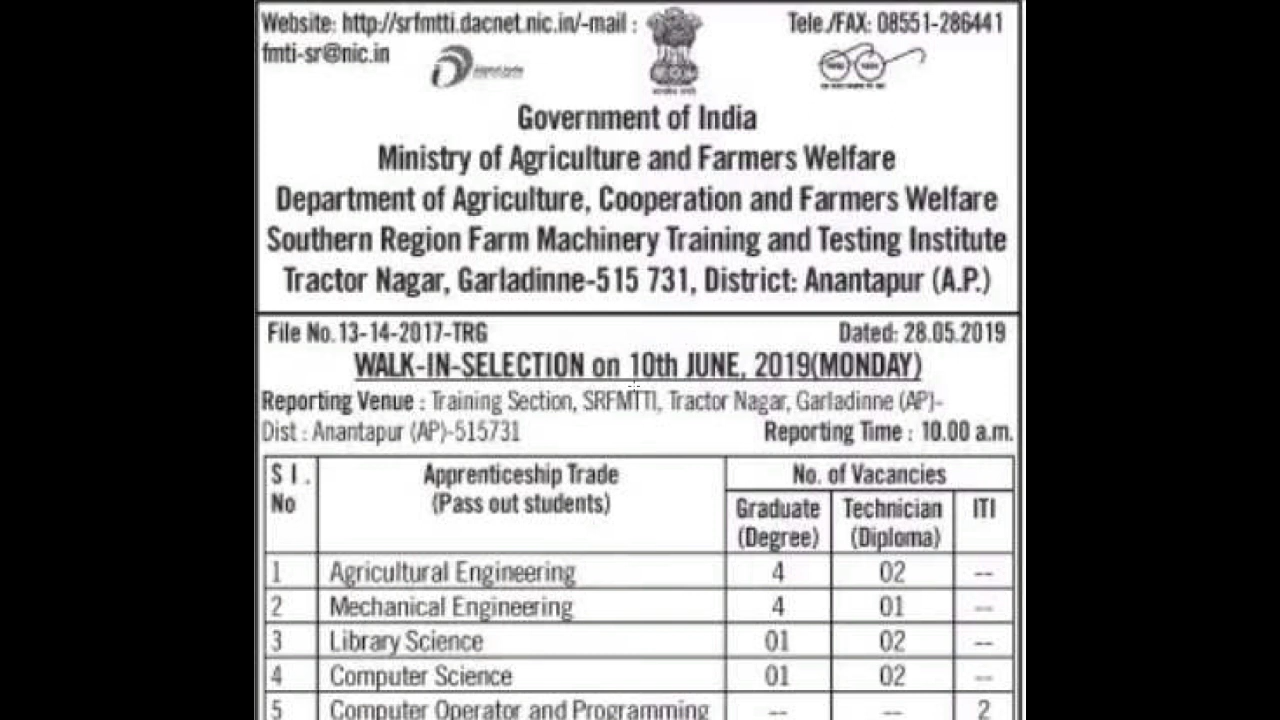 Website: http://srfmtti.dacnet.nic.in/-mail :
Tele./FAX: 08551-286441
fmti-sr@nic.in
Government of India
Ministry of Agriculture and Farmers Welfare
Department of Agriculture, Cooperation and Farmers Welfare
Southern Region Farm Machinery Training and Testing Institute
Tractor Nagar, Garladinne-515 731, District: Anantapur (A.P.)
File No.13-14-2017-TRG Dated: 28.05.2019
WALK-IN-SELECTION on 10th JUNE, 2019(MONDAY)
Reporting Venue : Training Section, SRFMTTI, Tractor Nagar, Garladinne (AP)-
Dist : Anantapur (AP)-515731 Reporting Time : 10.00 a.m.
S I . No Apprenticeship Trade (Pass out students) No. of Vacancies
Graduate (Degree) Technician (Diploma) ITI
1 Agricultural Engineering 4 02 --
2 Mechanical Engineering 4 01 --
3 Library Science 01 02 --
4 Computer Science 01 02 --
5 Computer Operator and Programming -- -- 2